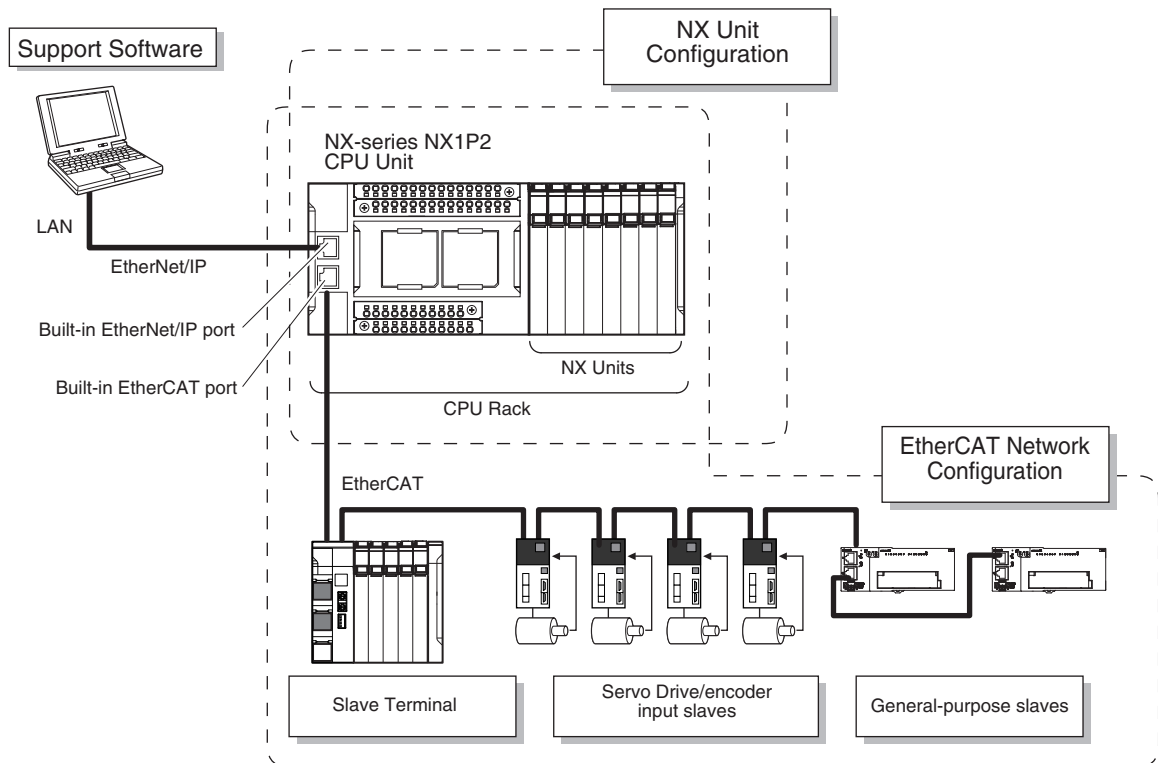 Support Software
NX Unit
Configuration
NX-series NX1P2
CPU Unit
LAN
EtherNet/IP
Built-in EtherNet/IP port
Built-in EtherCAT port
NX Units
CPU Rack
EtherCAT Network
Configuration
EtherCAT
Slave Terminal
Servo Drive/encoder
input slaves
General-purpose slaves